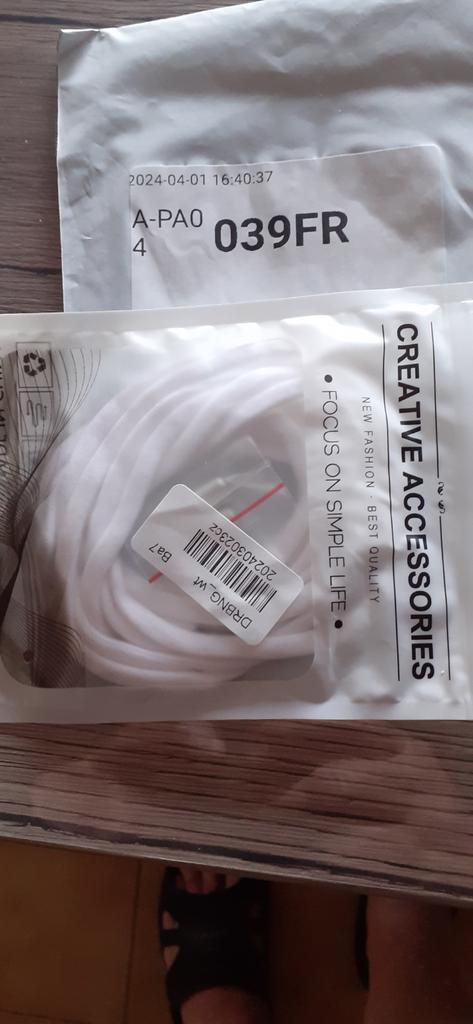 2024-04-01 16:40:37
A-PA0
4
039FR
CREATIVE ACCESSORIES
NEW FASHION · BEST QUALITY
• FOCUS ON SIMPLE LIFE •
DRBNG_wt
202403023cz
Ba7